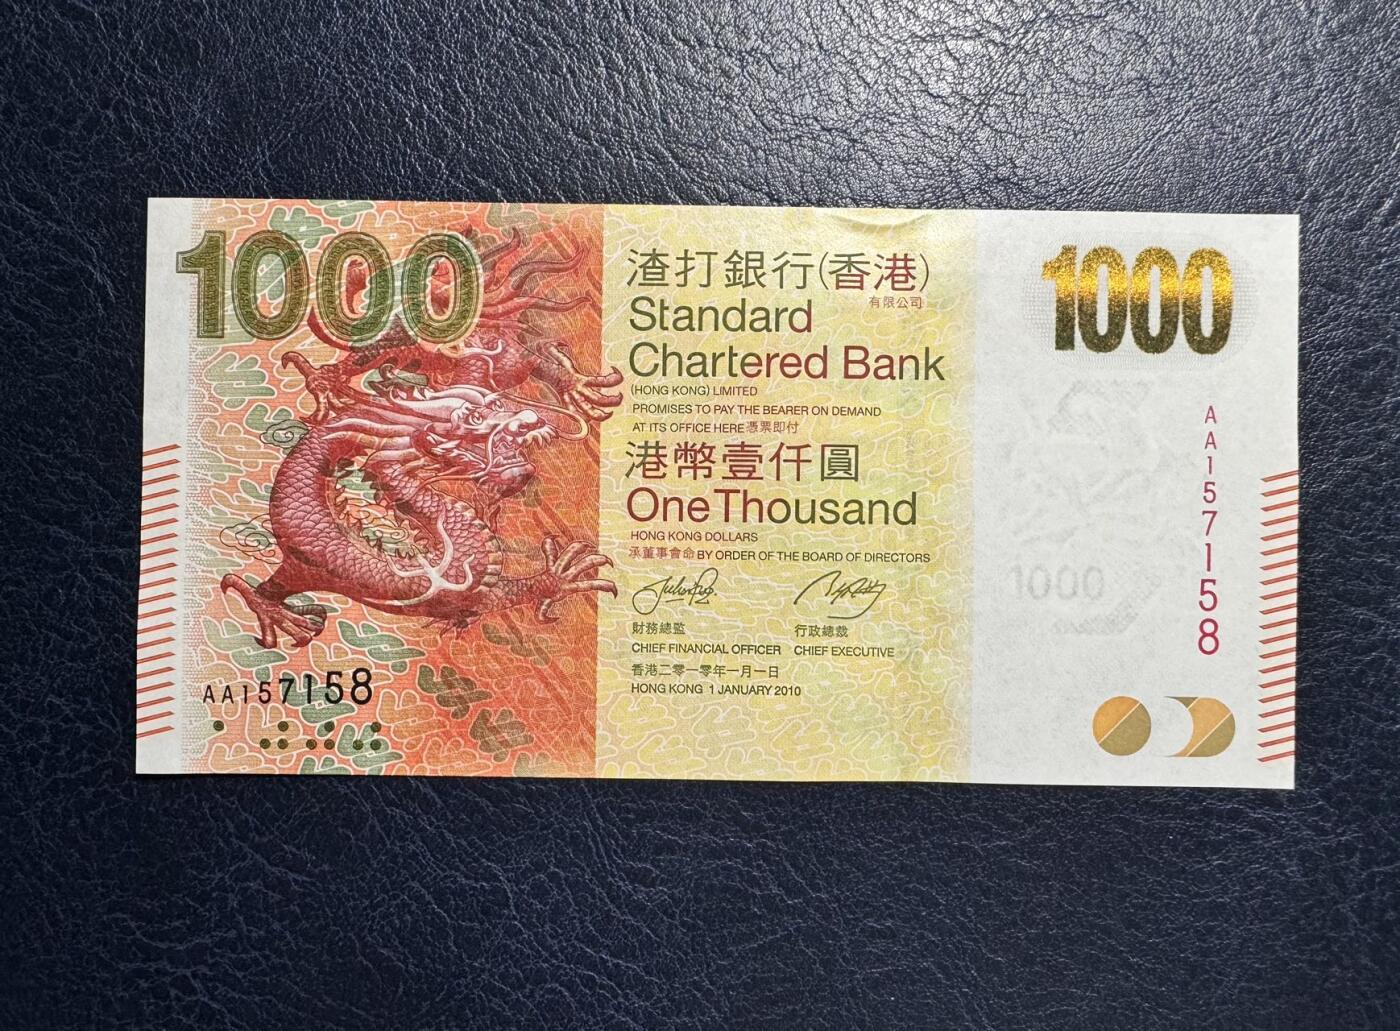 1000
渣打銀行(香港)
有限公司
Standard
Chartered Bank
(HONG KONG) LIMITED
PROMISES TO PAY THE BEARER ON DEMAND
AT ITS OFFICE HERE 憑票即付
港幣壹仟圓
One Thousand
HONG KONG DOLLARS
承董事會命 BY ORDER OF THE BOARD OF DIRECTORS
財務總監 行政總裁
CHIEF FINANCIAL OFFICER CHIEF EXECUTIVE
香港二零一零年一月一日
HONG KONG 1 JANUARY 2010
AA157158
1000
AA157158
1000